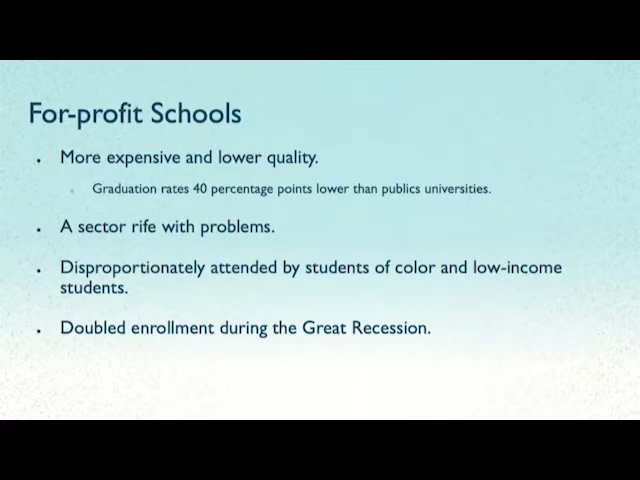 For-profit Schools
More expensive and lower quality.
Graduation rates 40 percentage points lower than publics universities.
A sector rife with problems.
Disproportionately attended by students of color and low-income
students.
Doubled enrollment during the Great Recession.